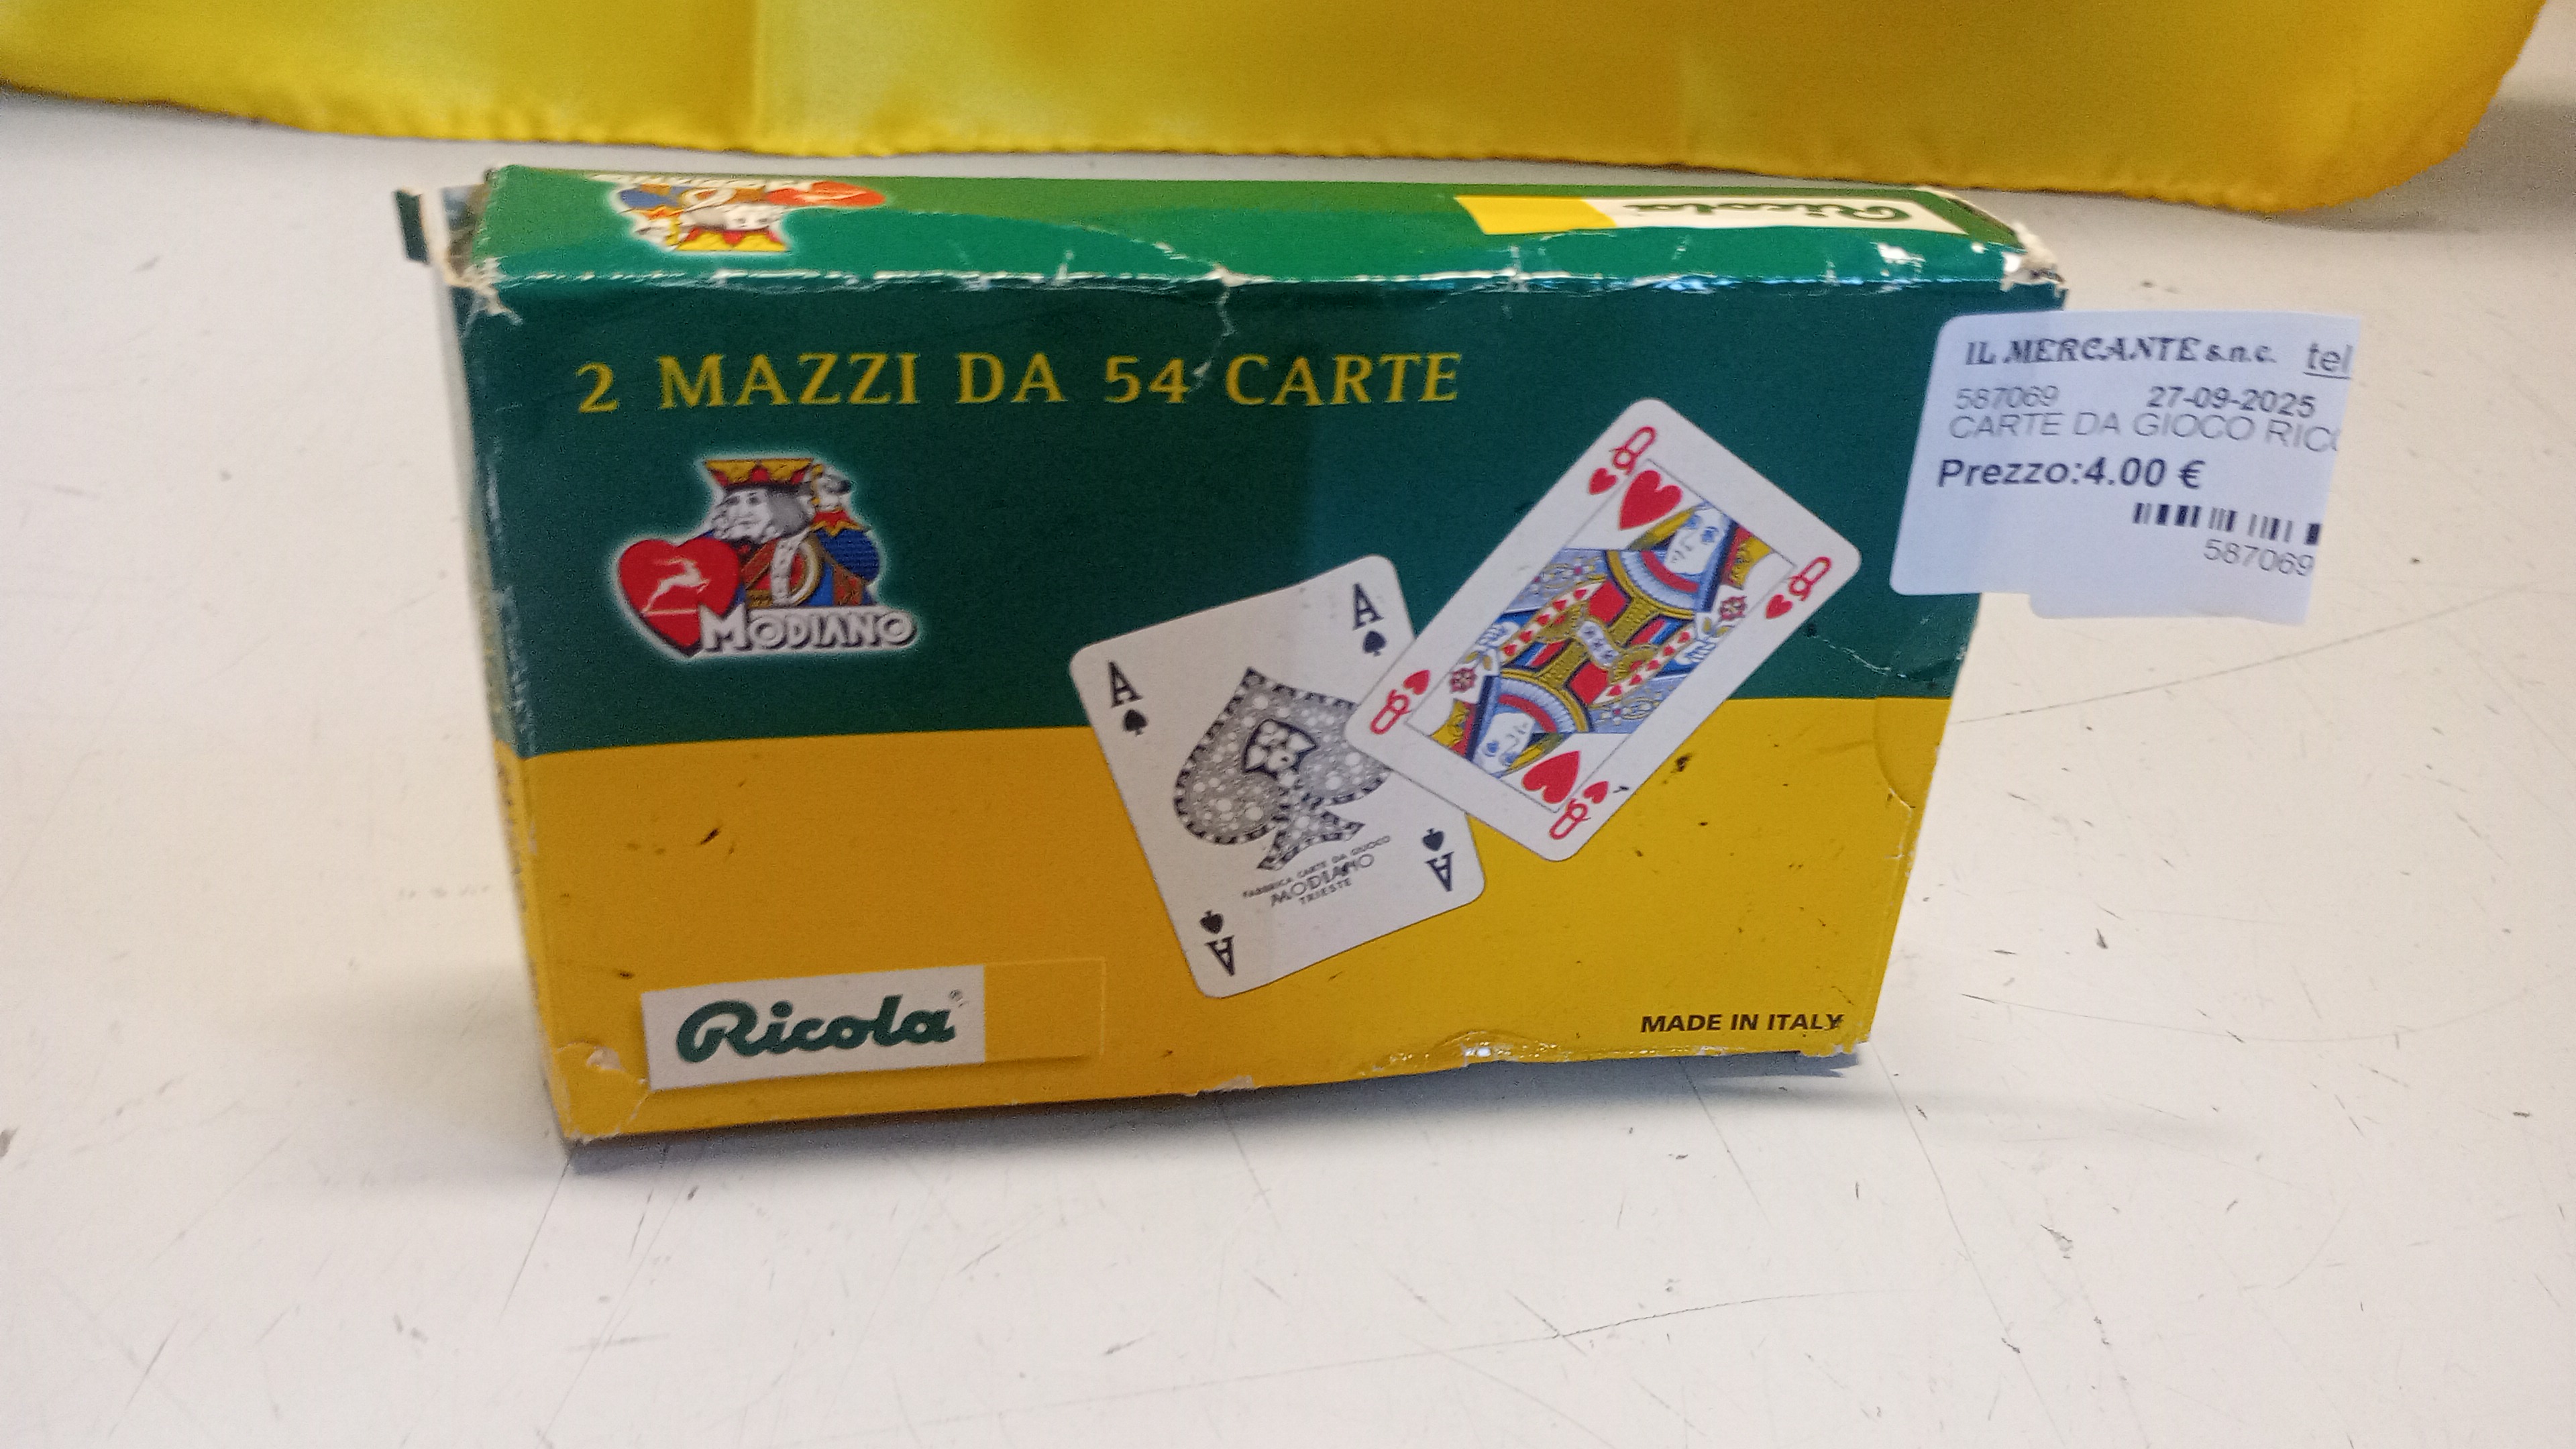 Ricola
2 MAZZI DA 54 CARTE
MODIANO
IL MERCANTE s.n.c. tel
587069 27-09-2025
CARTE DA GIOCO RIC
Prezzo:4.00 €
587069
Q
Q
Q
Q
A
A
FABBRICA CARTE DA GIUOCO
MODIANO
TRIESTE
A
A
Ricola®
MADE IN ITALY